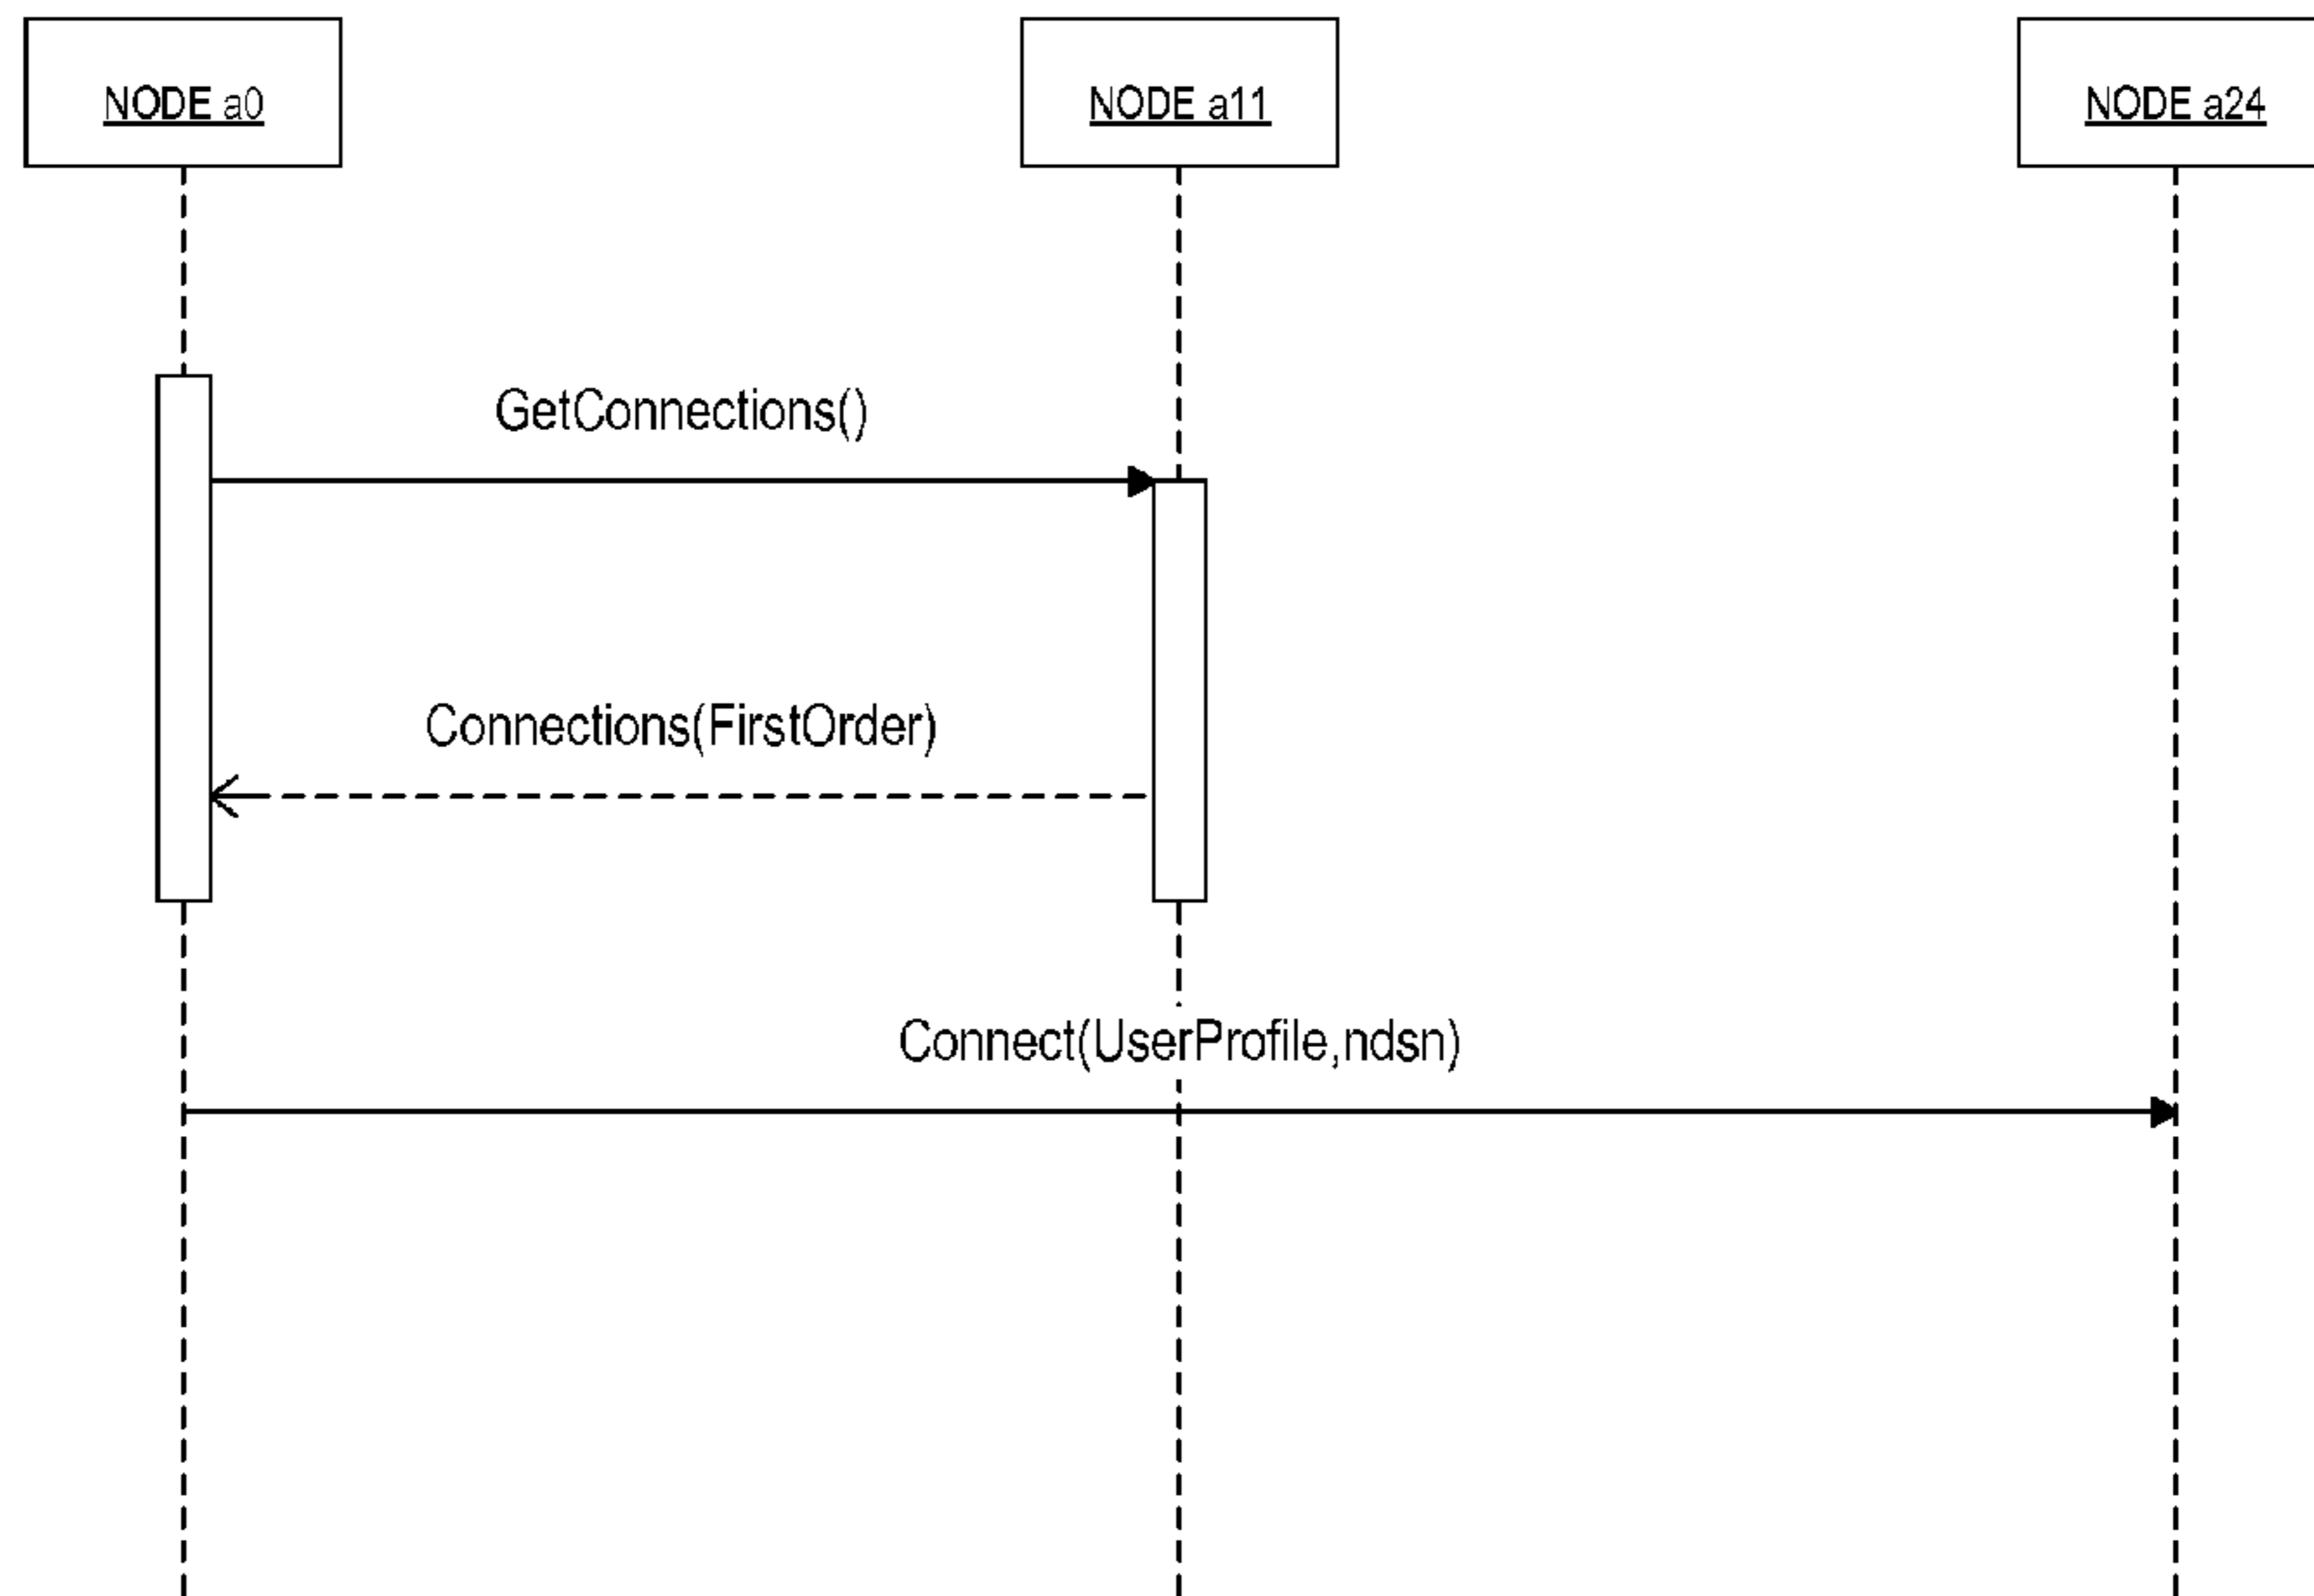 NODE a0
NODE a11
NODE a24
GetConnections()
Connections(FirstOrder)
Connect(UserProfile,ndsn)